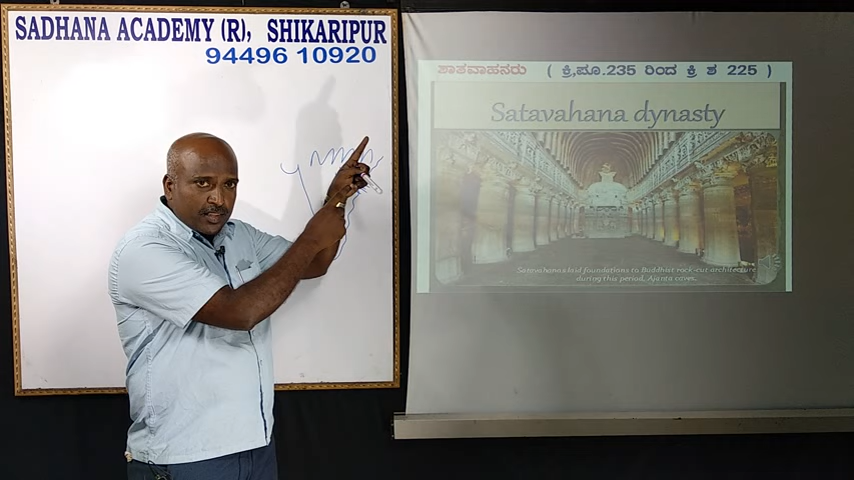 SADHANA ACADEMY (R), SHIKARIPUR
94496 10920
ಶಾತವಾಹನರು ( ಕ್ರಿ.ಪೂ.235 ರಿಂದ ಕ್ರಿ ಶ 225 )
Satavahana dynasty
Satavahanas laid foundations to Buddhist rock-cut architecture
during this period, Ajanta caves.